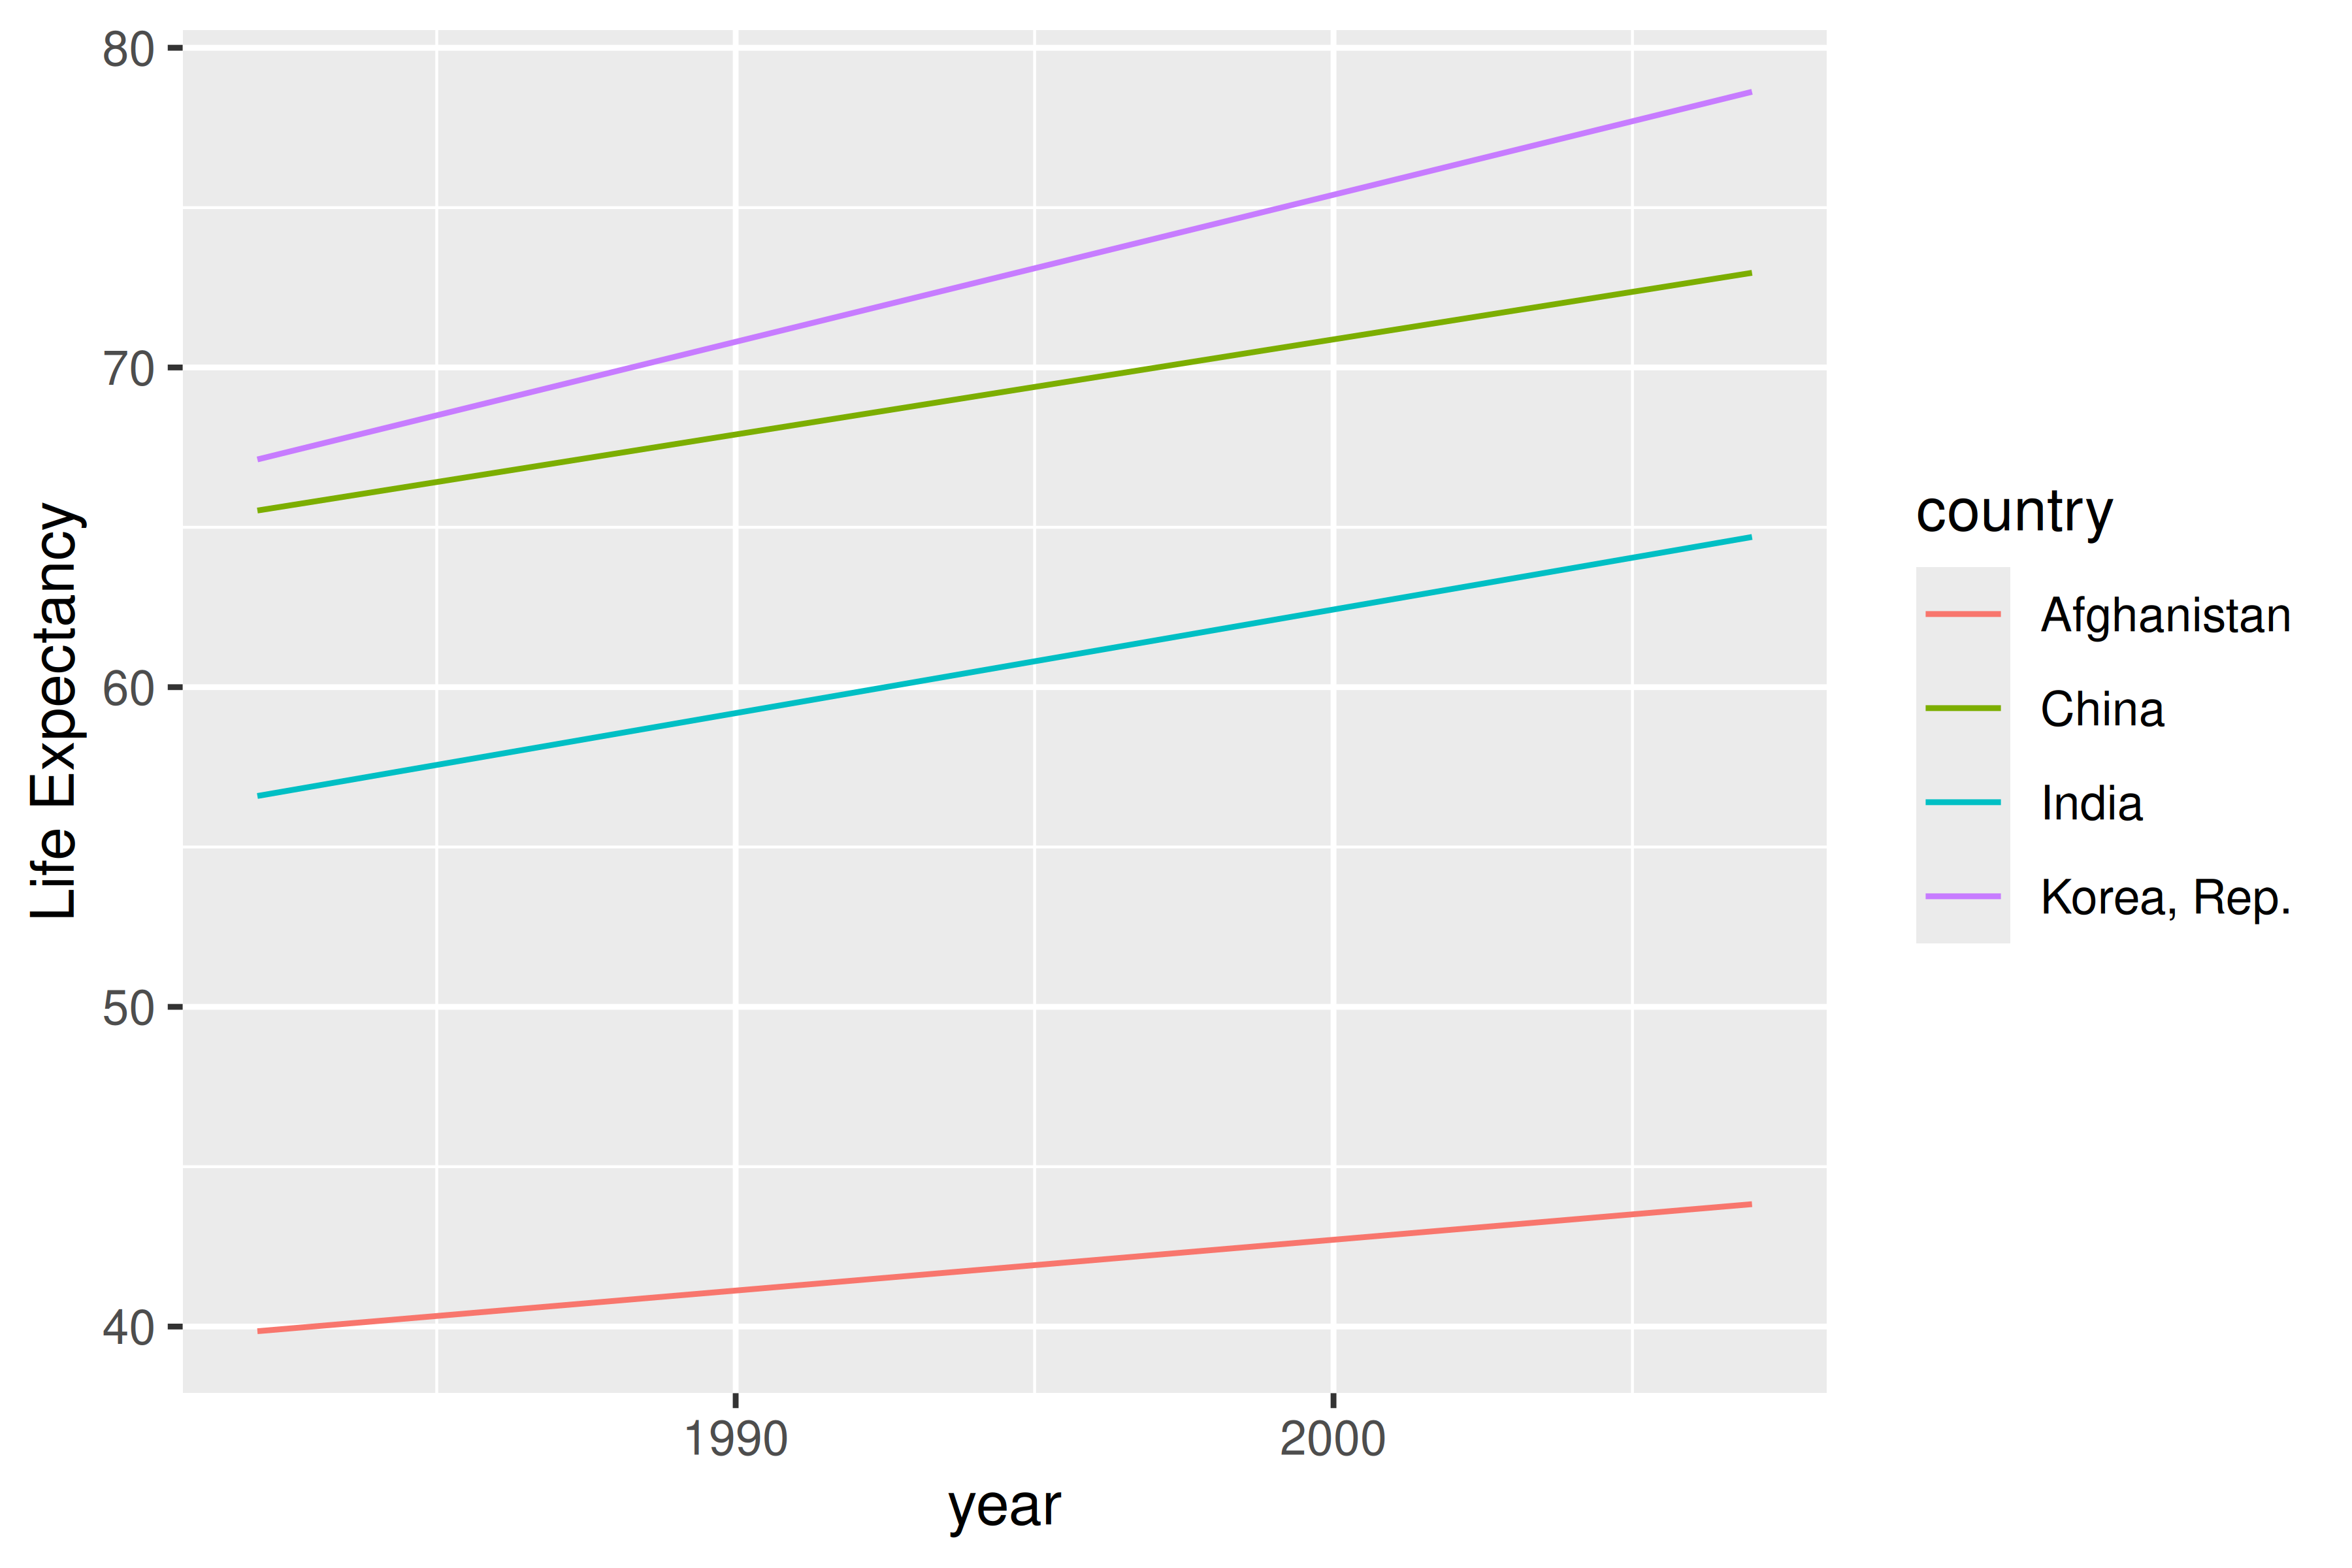 80
70
60
50
40
Life Expectancy
1990
2000
year
country
Afghanistan
China
India
Korea, Rep.